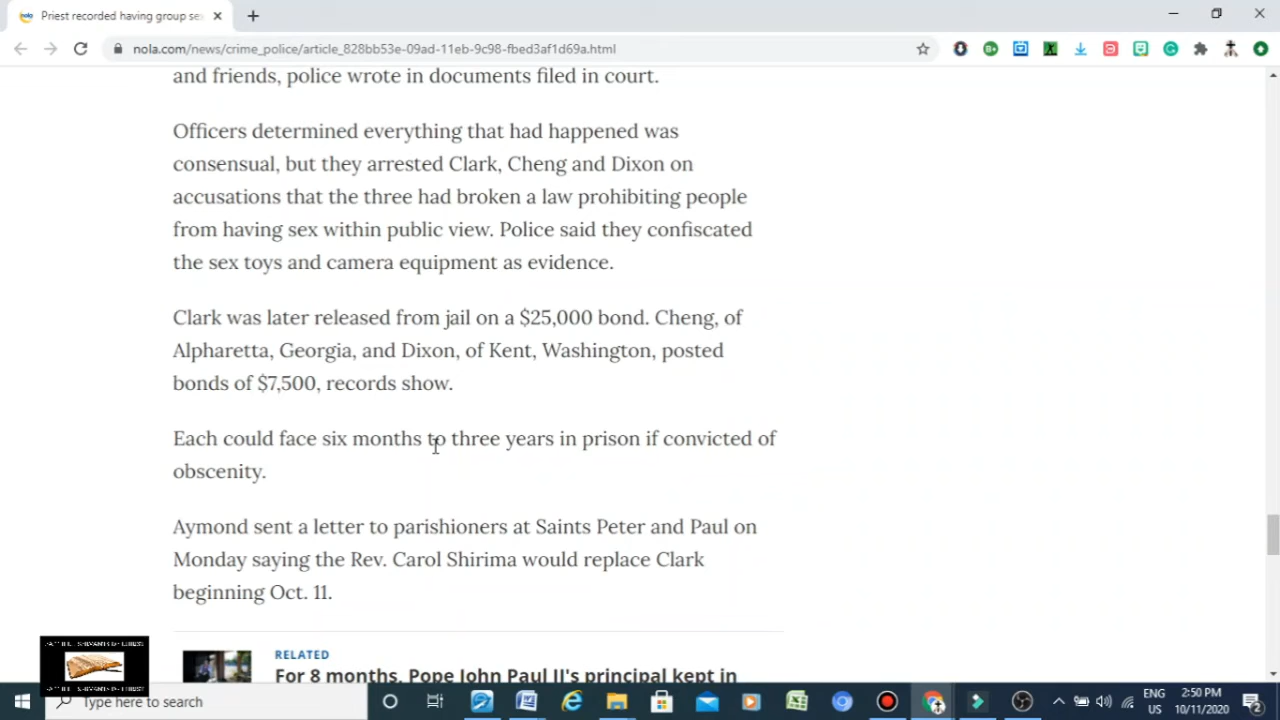 Priest recorded having group sex
nola.com/news/crime_police/article_828bb53e-09ad-11eb-9c98-fbed3af1d69a.html
and friends, police wrote in documents filed in court.
Officers determined everything that had happened was
consensual, but they arrested Clark, Cheng and Dixon on
accusations that the three had broken a law prohibiting people
from having sex within public view. Police said they confiscated
the sex toys and camera equipment as evidence.
Clark was later released from jail on a $25,000 bond. Cheng, of
Alpharetta, Georgia, and Dixon, of Kent, Washington, posted
bonds of $7,500, records show.
Each could face six months to three years in prison if convicted of
obscenity.
Aymond sent a letter to parishioners at Saints Peter and Paul on
Monday saying the Rev. Carol Shirima would replace Clark
beginning Oct. 11.
RELATED
For 8 months, Pope John Paul II's principal kept in
Type here to search
ENG
US
2:50 PM
10/11/2020
2